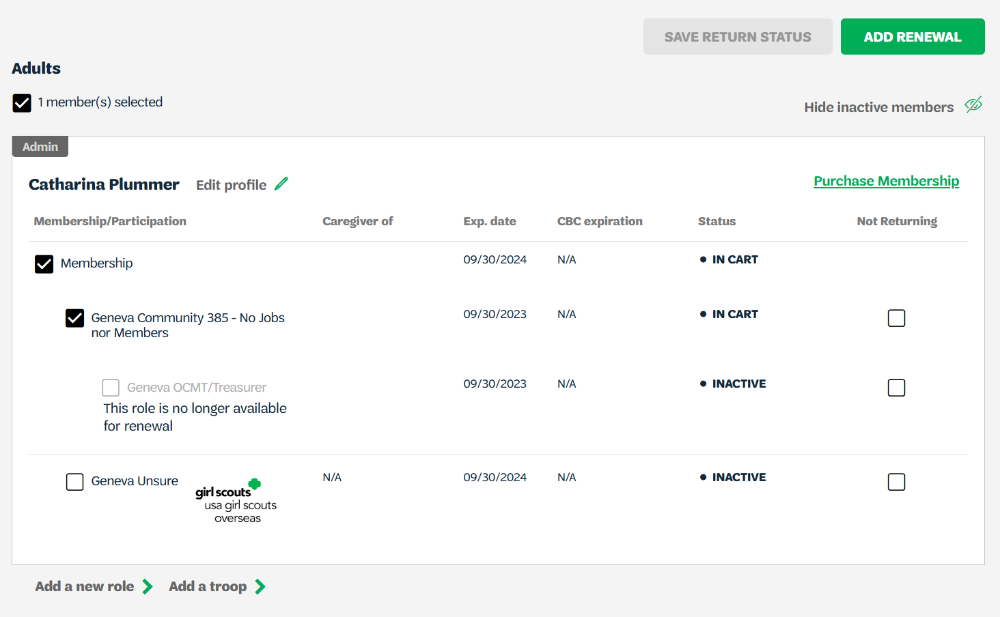 SAVE RETURN STATUS
ADD RENEWAL
Adults
1 member(s) selected
Hide inactive members
Admin
Catharina Plummer
Edit profile
Purchase Membership
Membership/Participation
Caregiver of
Exp. date
CBC expiration
Status
Not Returning
Membership
09/30/2024
N/A
IN CART
Geneva Community 385 - No Jobs
nor Members
09/30/2023
N/A
IN CART
Geneva OCMT/Treasurer
This role is no longer available
for renewal
09/30/2023
N/A
INACTIVE
Geneva Unsure
girl scouts
usa girl scouts
overseas
N/A
09/30/2024
N/A
INACTIVE
Add a new role
Add a troop